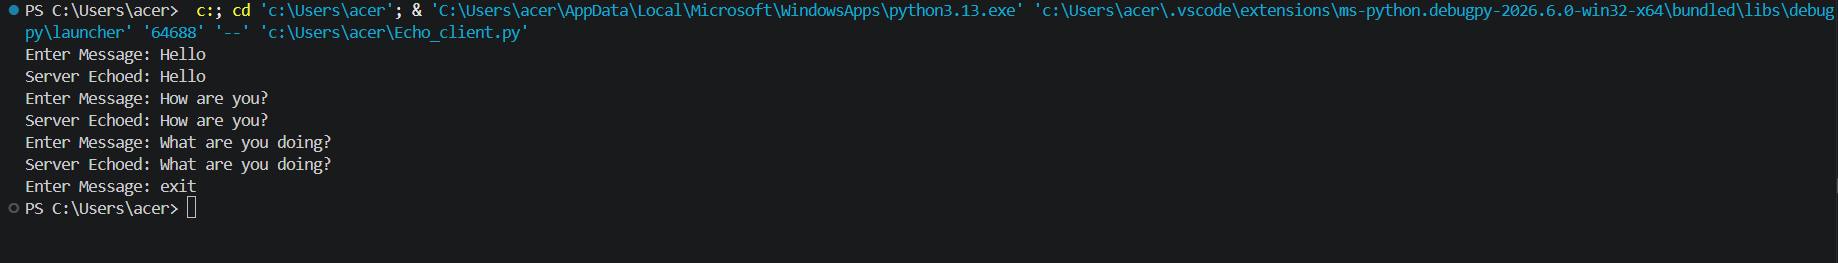 PS C:\Users\acer>  c:; cd 'c:\Users\acer'; & 'C:\Users\acer\AppData\Local\Microsoft\WindowsApps\python3.13.exe' 'c:\Users\acer\.vscode\extensions\ms-python.debugpy-2026.6.0-win32-x64\bundled\libs\debug
py\launcher' '64688' '--' 'c:\Users\acer\Echo_client.py'
Enter Message: Hello
Server Echoed: Hello
Enter Message: How are you?
Server Echoed: How are you?
Enter Message: What are you doing?
Server Echoed: What are you doing?
Enter Message: exit
PS C:\Users\acer>